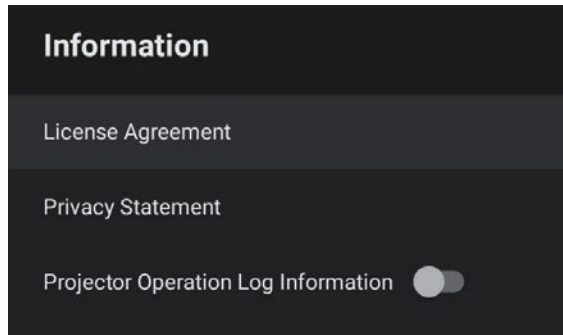 Information
License Agreement
Privacy Statement
Projector Operation Log Information